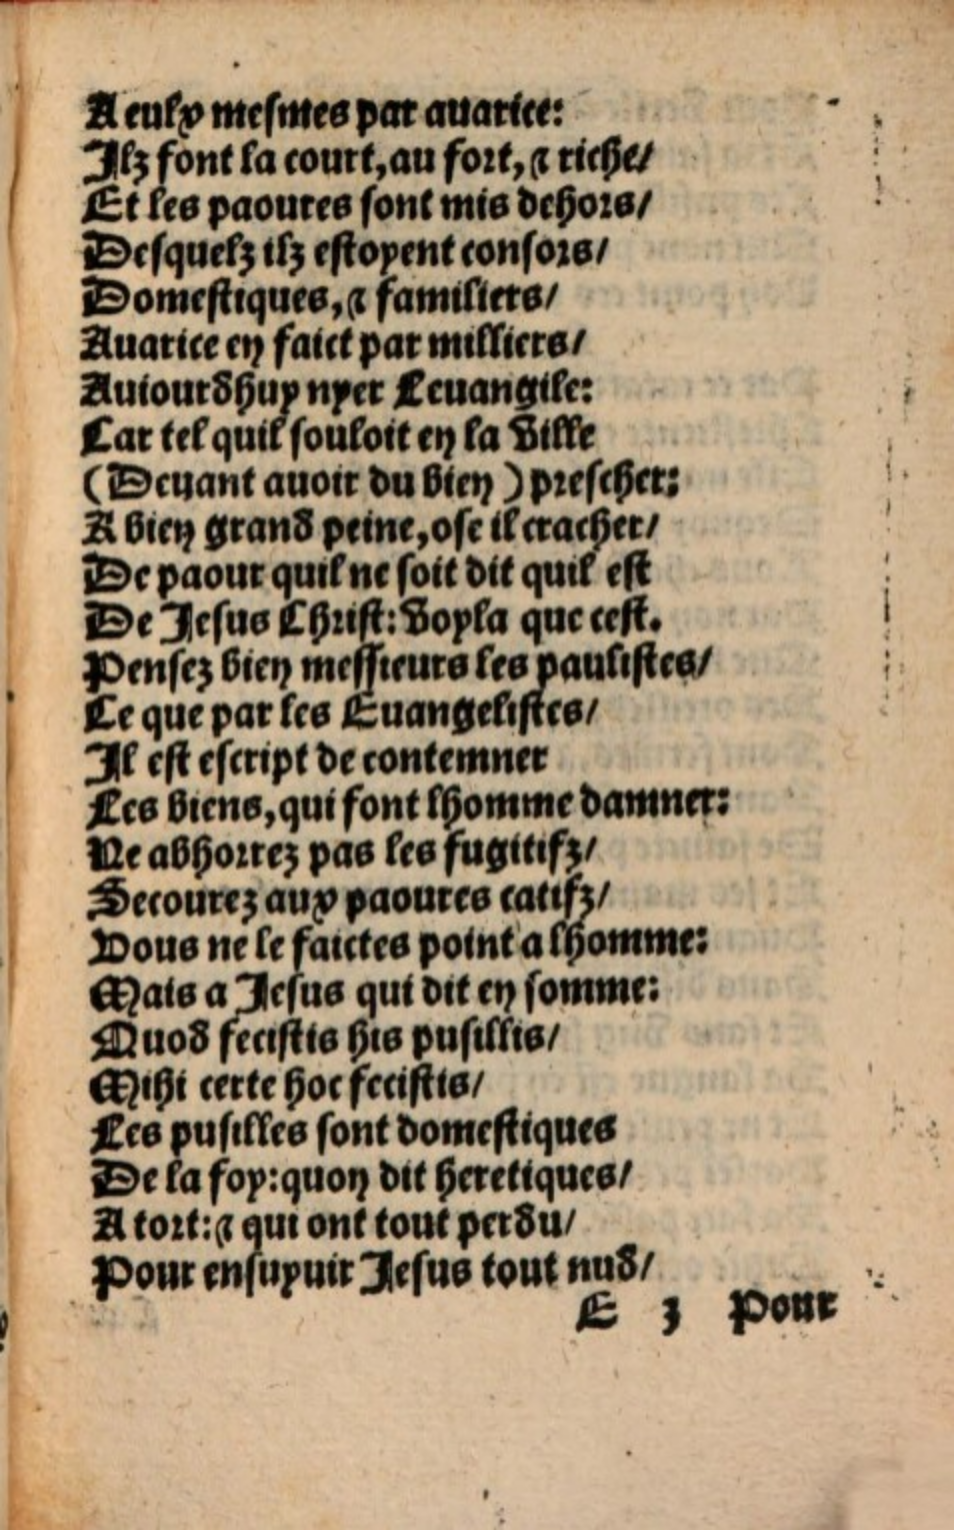 A eulx mesmes par auarice:
Ilz font la court, au fort, & riche/
Et les paoures sont mis dehors/
Desquelz ilz estoyent consors/
Domestiques, & familiers/
Auarice en faict par milliers/
Auiourdhuy nyer Leuangile:
Car tel quil souloit en la ville
(Deuant auoir du bien) prescher:
A bien grand peine, ose il cracher/
De paour quil ne soit dit quil est
De Jesus Christ: voyla que cest.
Pensez bien messieurs les paulistes/
Ce que par les Euangelistes/
Il est escript de contemner
Les biens, qui font lhomme damner:
Ne abhorrez pas les fugitifz/
Secourez aux paoures catifz/
Vous ne le faictes point a lhomme:
Mais a Jesus qui dit en somme:
Quod fecistis his pusillis/
Mihi certe hoc fecistis/
Les pusilles sont domestiques
De la foy: quon dit heretiques/
A tort: & qui ont tout perdu/
Pour ensuyuir Jesus tout nud/
E 3 Pour